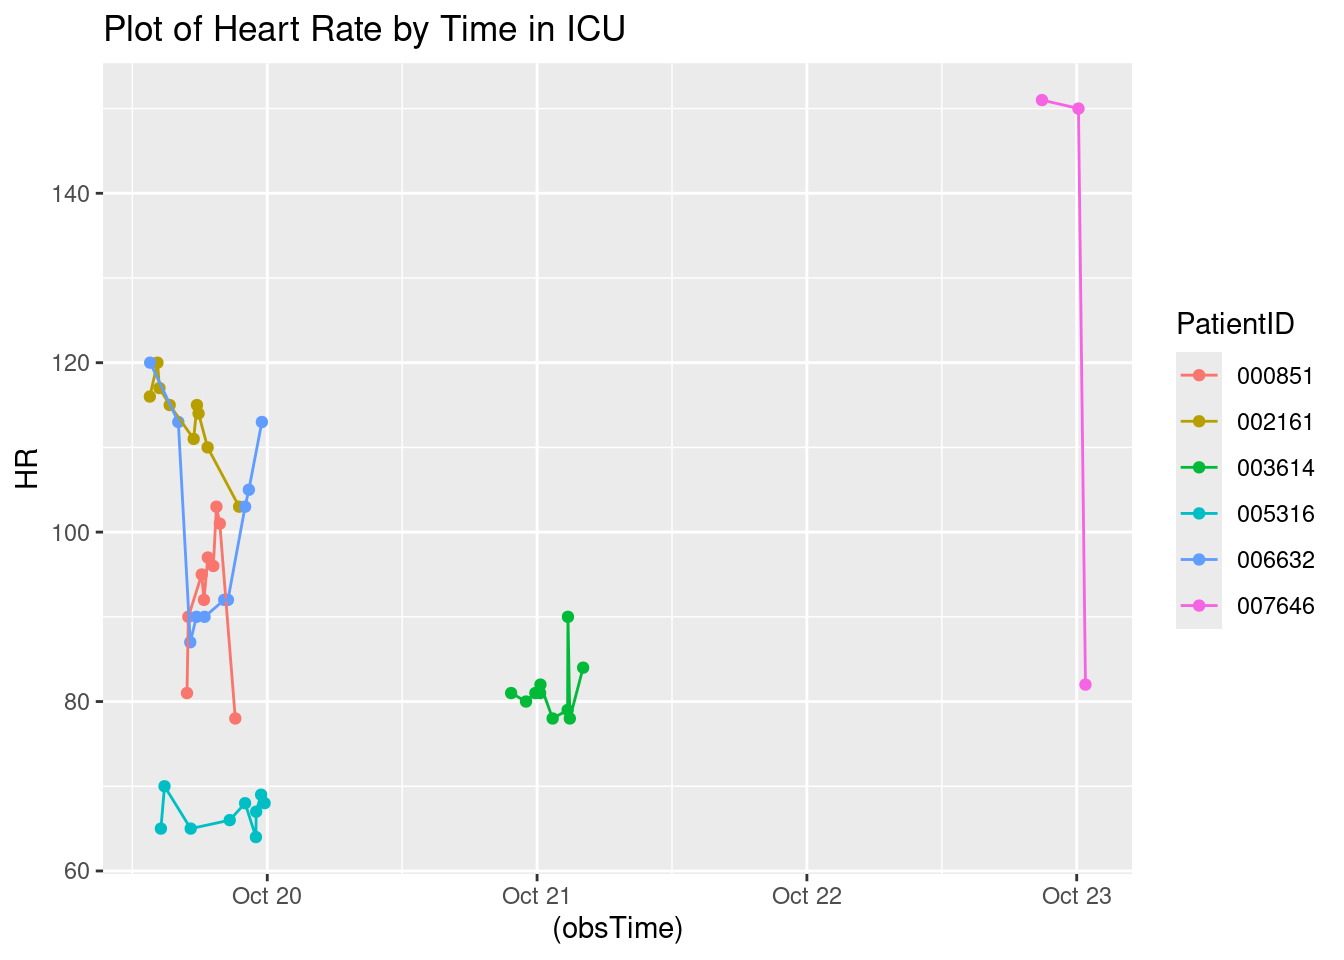 Plot of Heart Rate by Time in ICU
HR
140
120
100
80
60
Oct 20
Oct 21
Oct 22
Oct 23
(obsTime)
PatientID
000851
002161
003614
005316
006632
007646